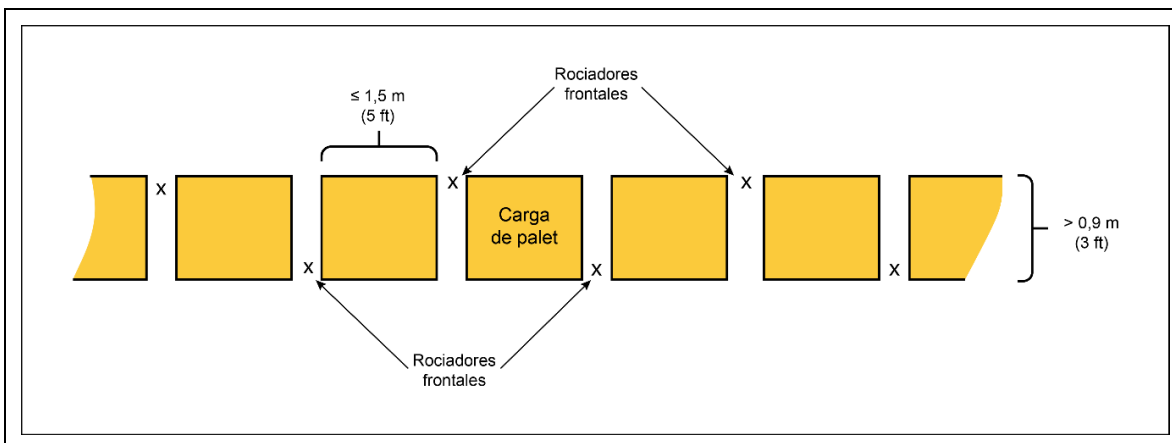 Rociadores
frontales
≤ 1,5 m
(5 ft)
x
x
x
Carga
de palet
> 0,9 m
(3 ft)
x
x
x
Rociadores
frontales